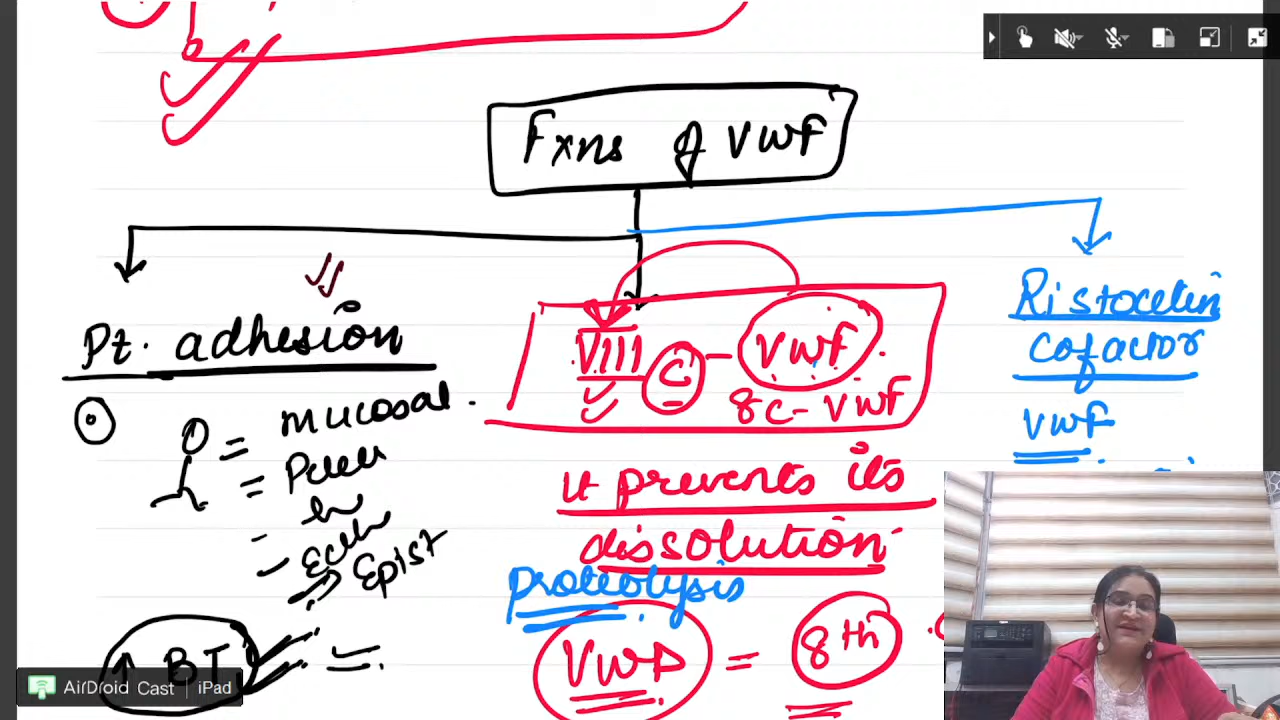 Fxns of VWF
Pt. adhesion
mucosal
Epist
↑ BT
VIII C - VWF
8C - VWF
It prevents its
dissolution
proteolysis
VWD = 8th
Ristocetin
cofactor
VWF
AirDroid Cast | iPad